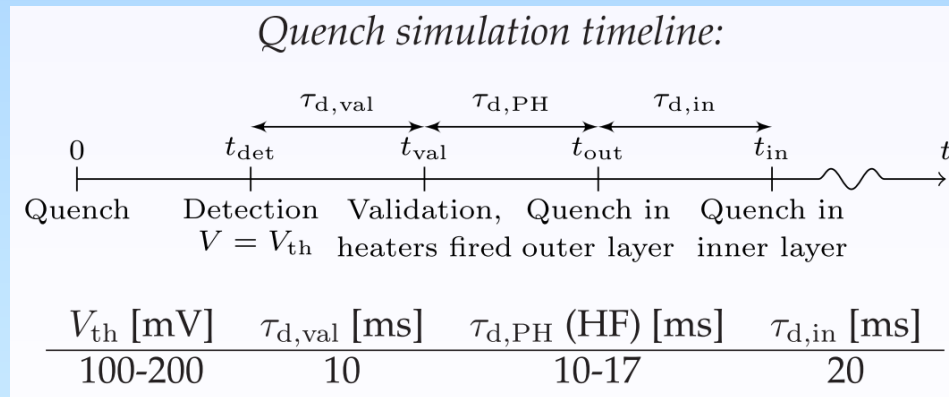 Quench simulation timeline:
τd,val τd,PH τd,in
0 tdet tval tout tin t
Quench Detection Validation, Quench in Quench in
V = Vth heaters fired outer layer inner layer
Vth [mV] τd,val [ms] τd,PH (HF) [ms] τd,in [ms]
100-200 10 10-17 20